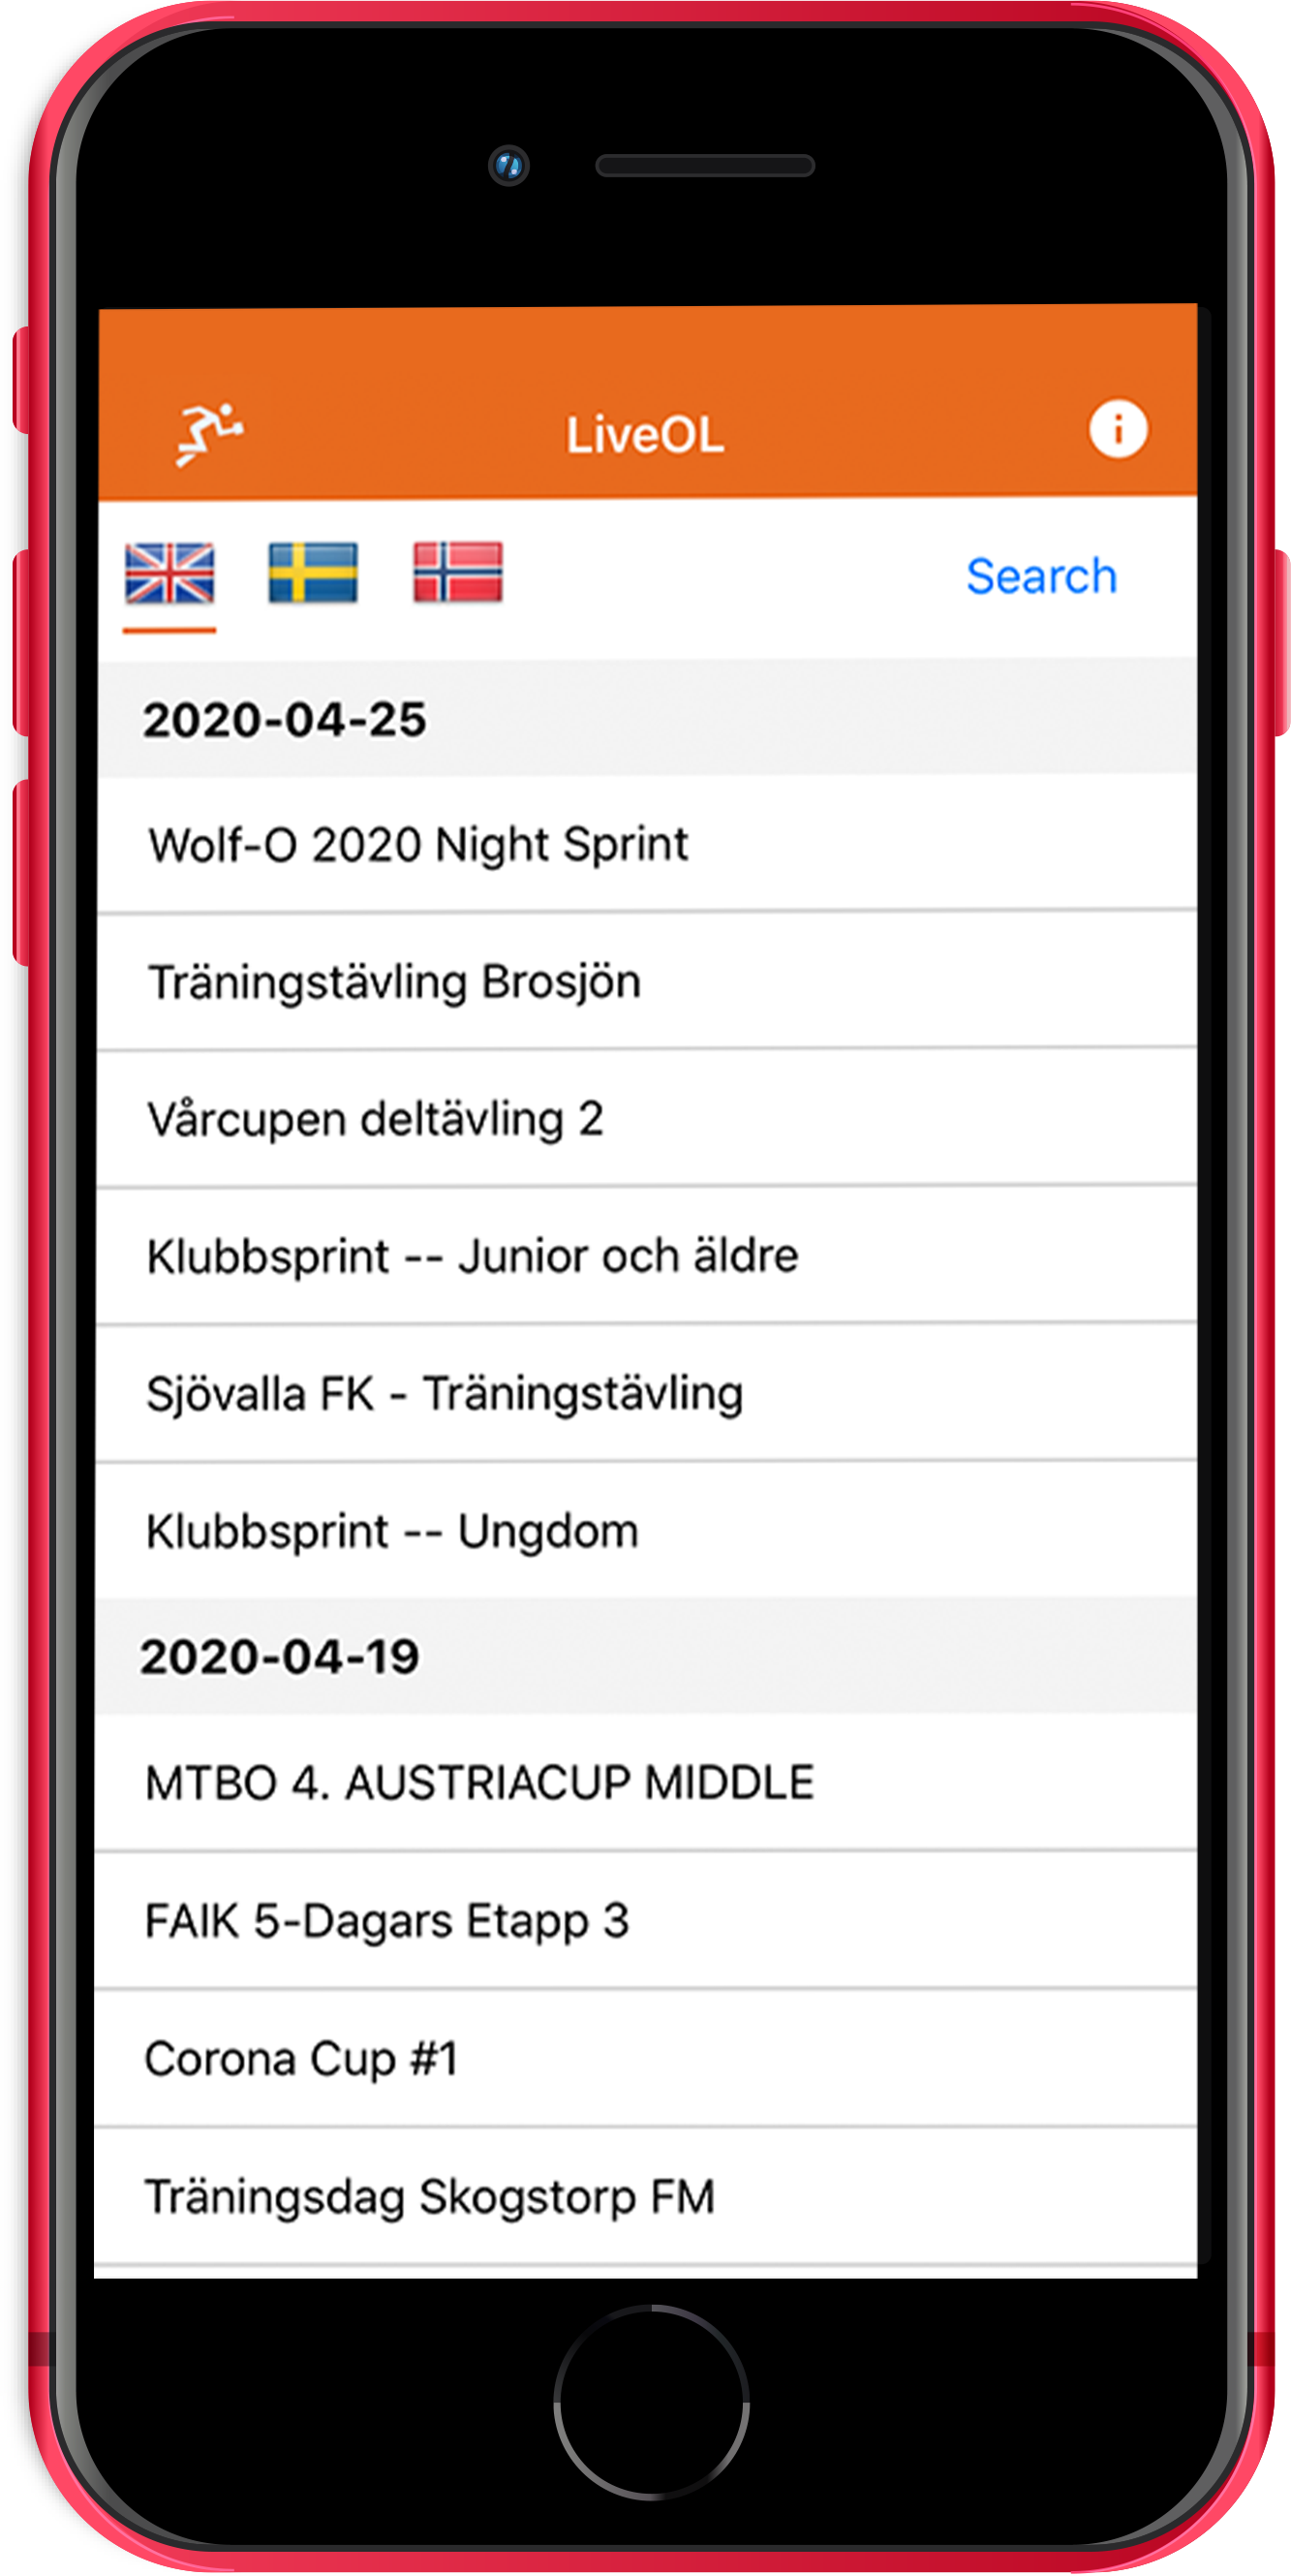 LiveOL
Search
2020-04-25
Wolf-O 2020 Night Sprint
Träningstävling Brosjön
Vårcupen deltävling 2
Klubbsprint -- Junior och äldre
Sjövalla FK - Träningstävling
Klubbsprint -- Ungdom
2020-04-19
MTBO 4. AUSTRIACUP MIDDLE
FAIK 5-Dagars Etapp 3
Corona Cup #1
Träningsdag Skogstorp FM